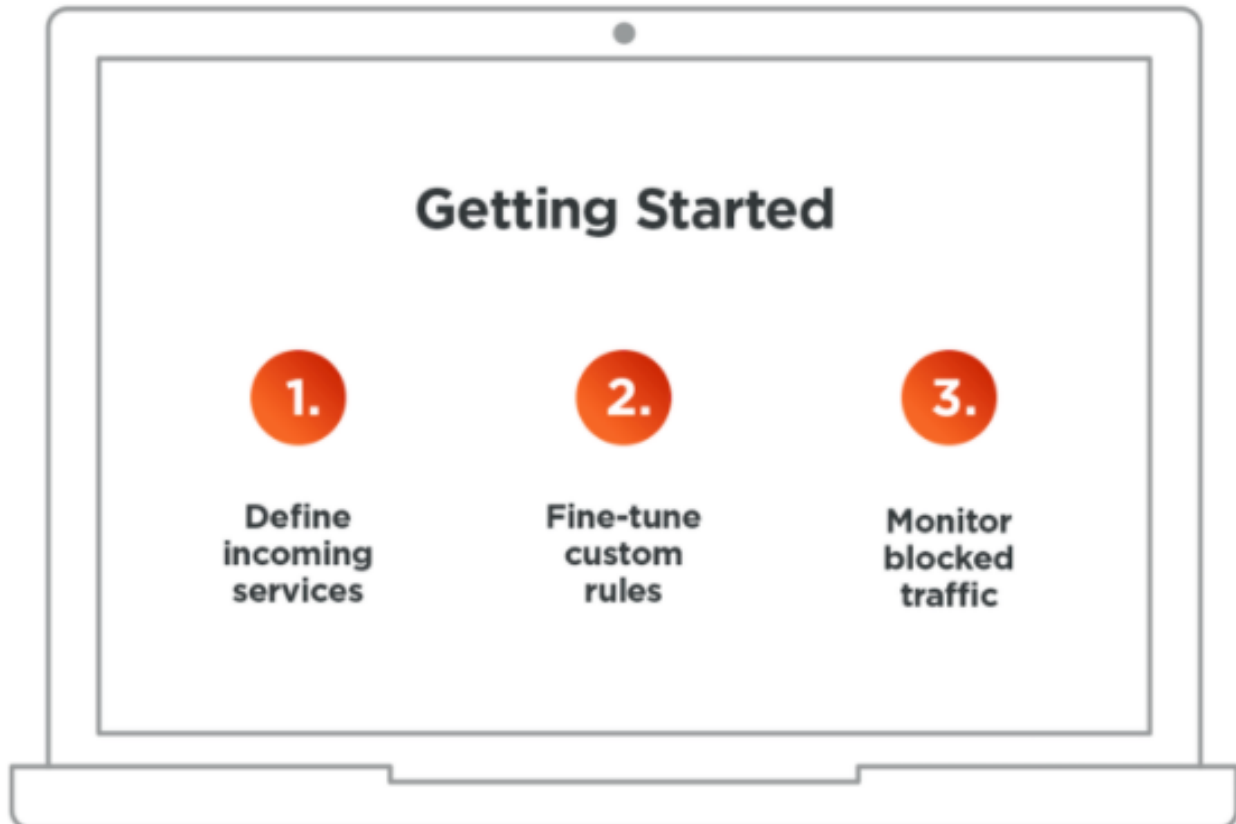 Getting Started
1.
Define
incoming
services
2.
Fine-tune
custom
rules
3.
Monitor
blocked
traffic